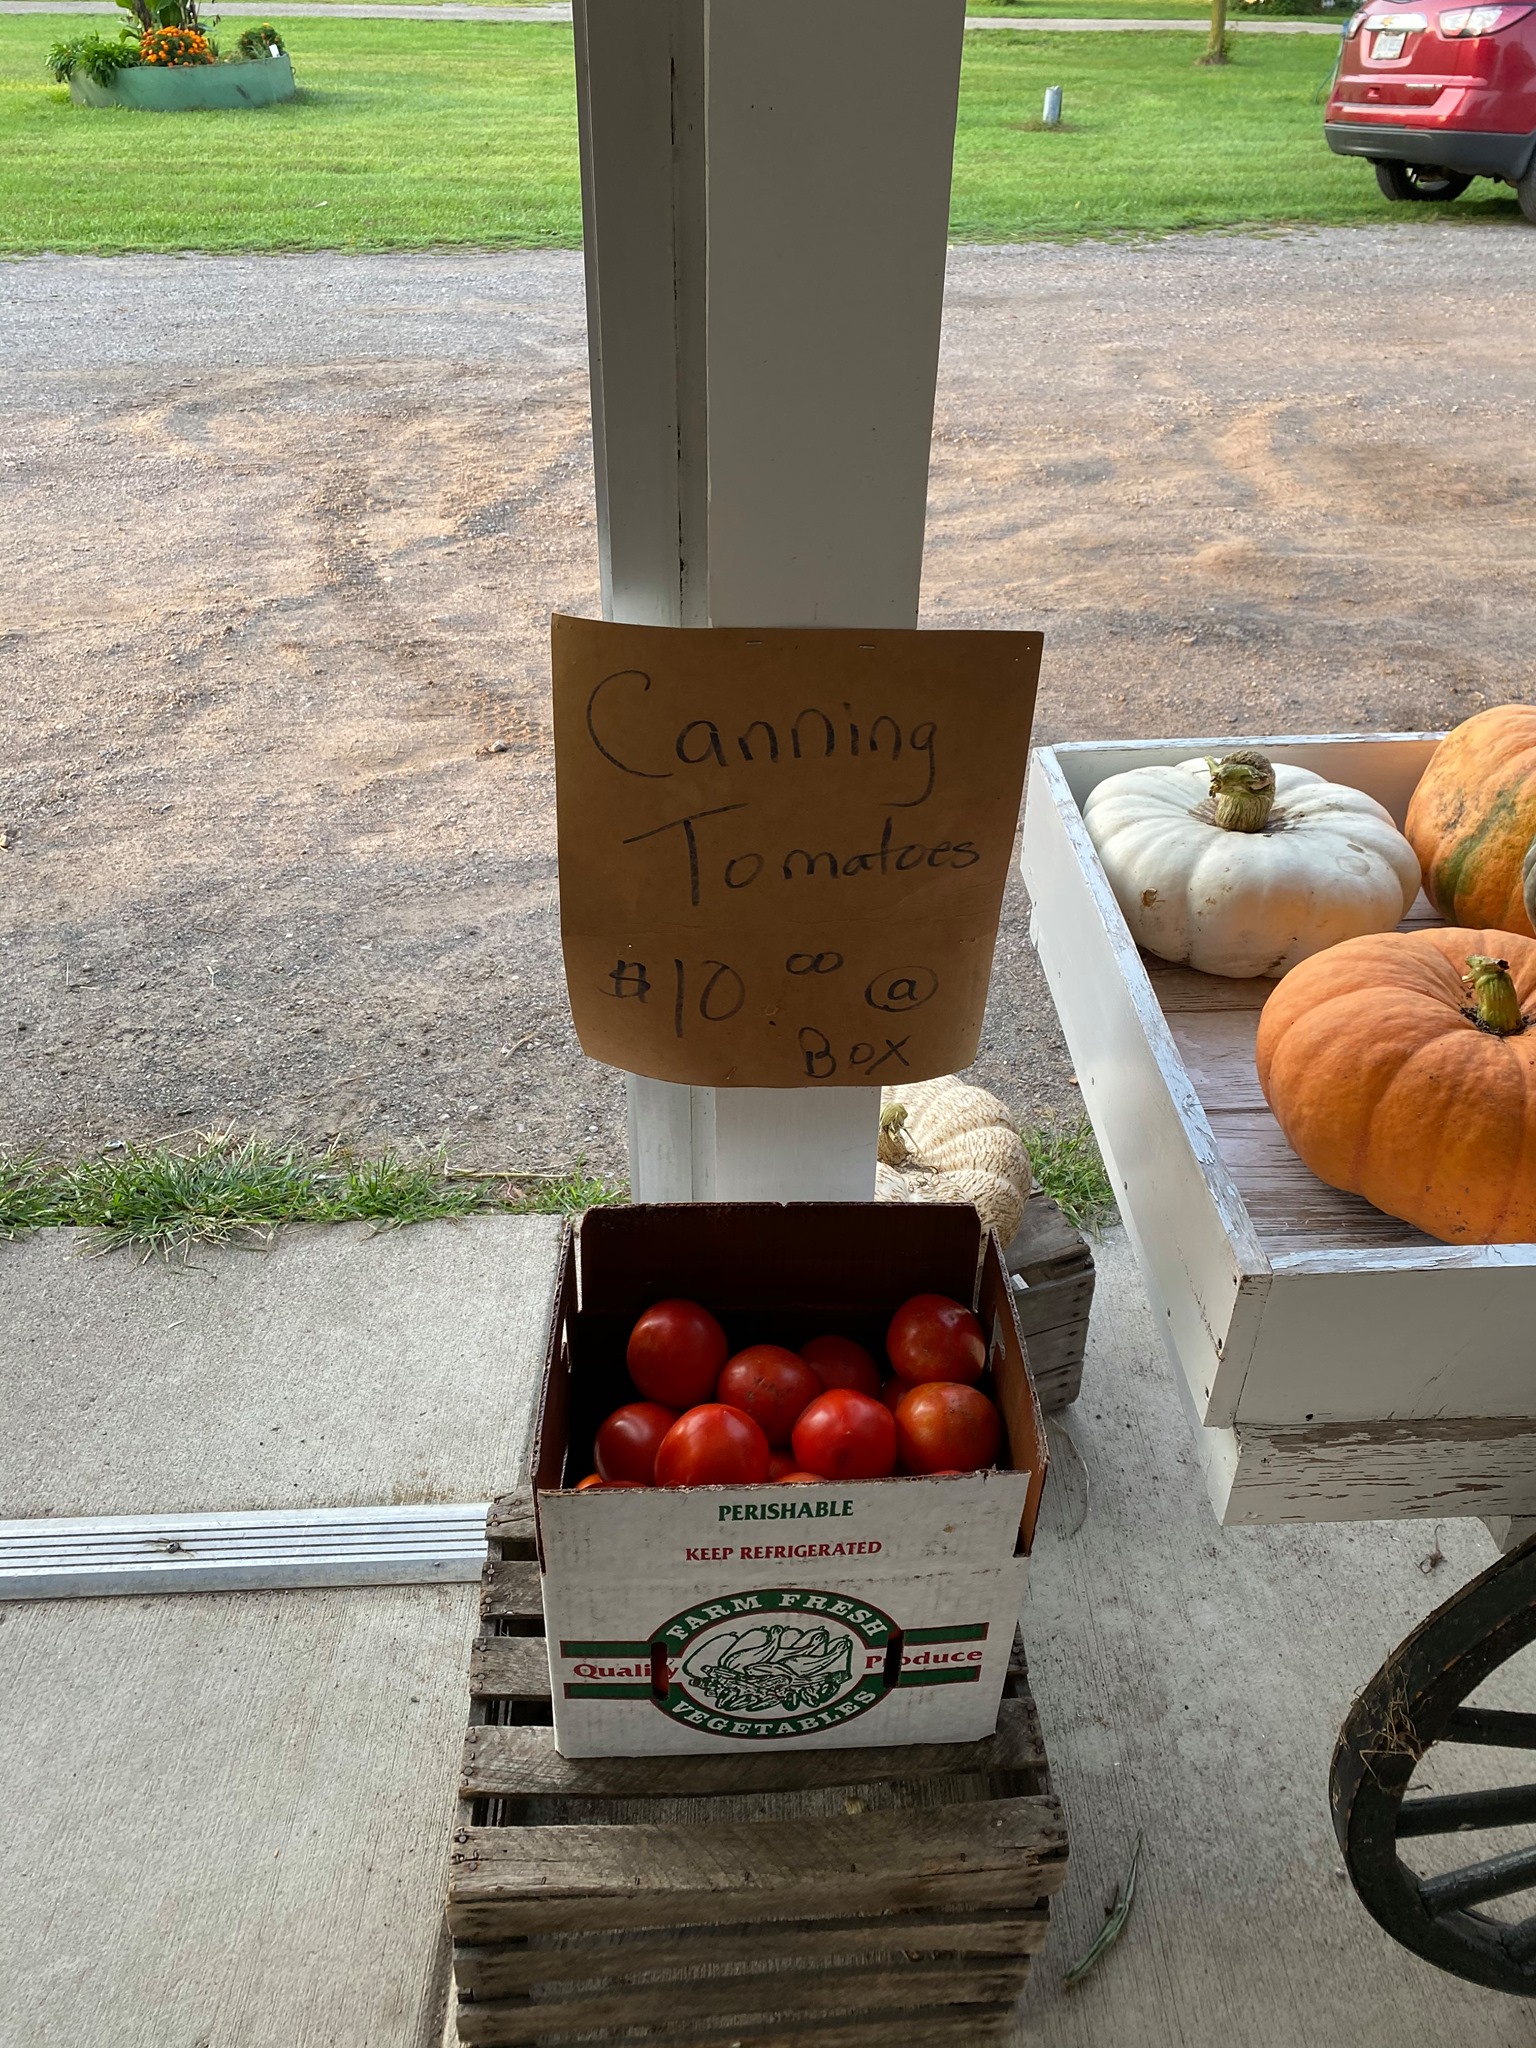 Canning
Tomatoes
$10.00 @
Box
PERISHABLE
KEEP REFRIGERATED
FARM FRESH
Quality Produce
VEGETABLES